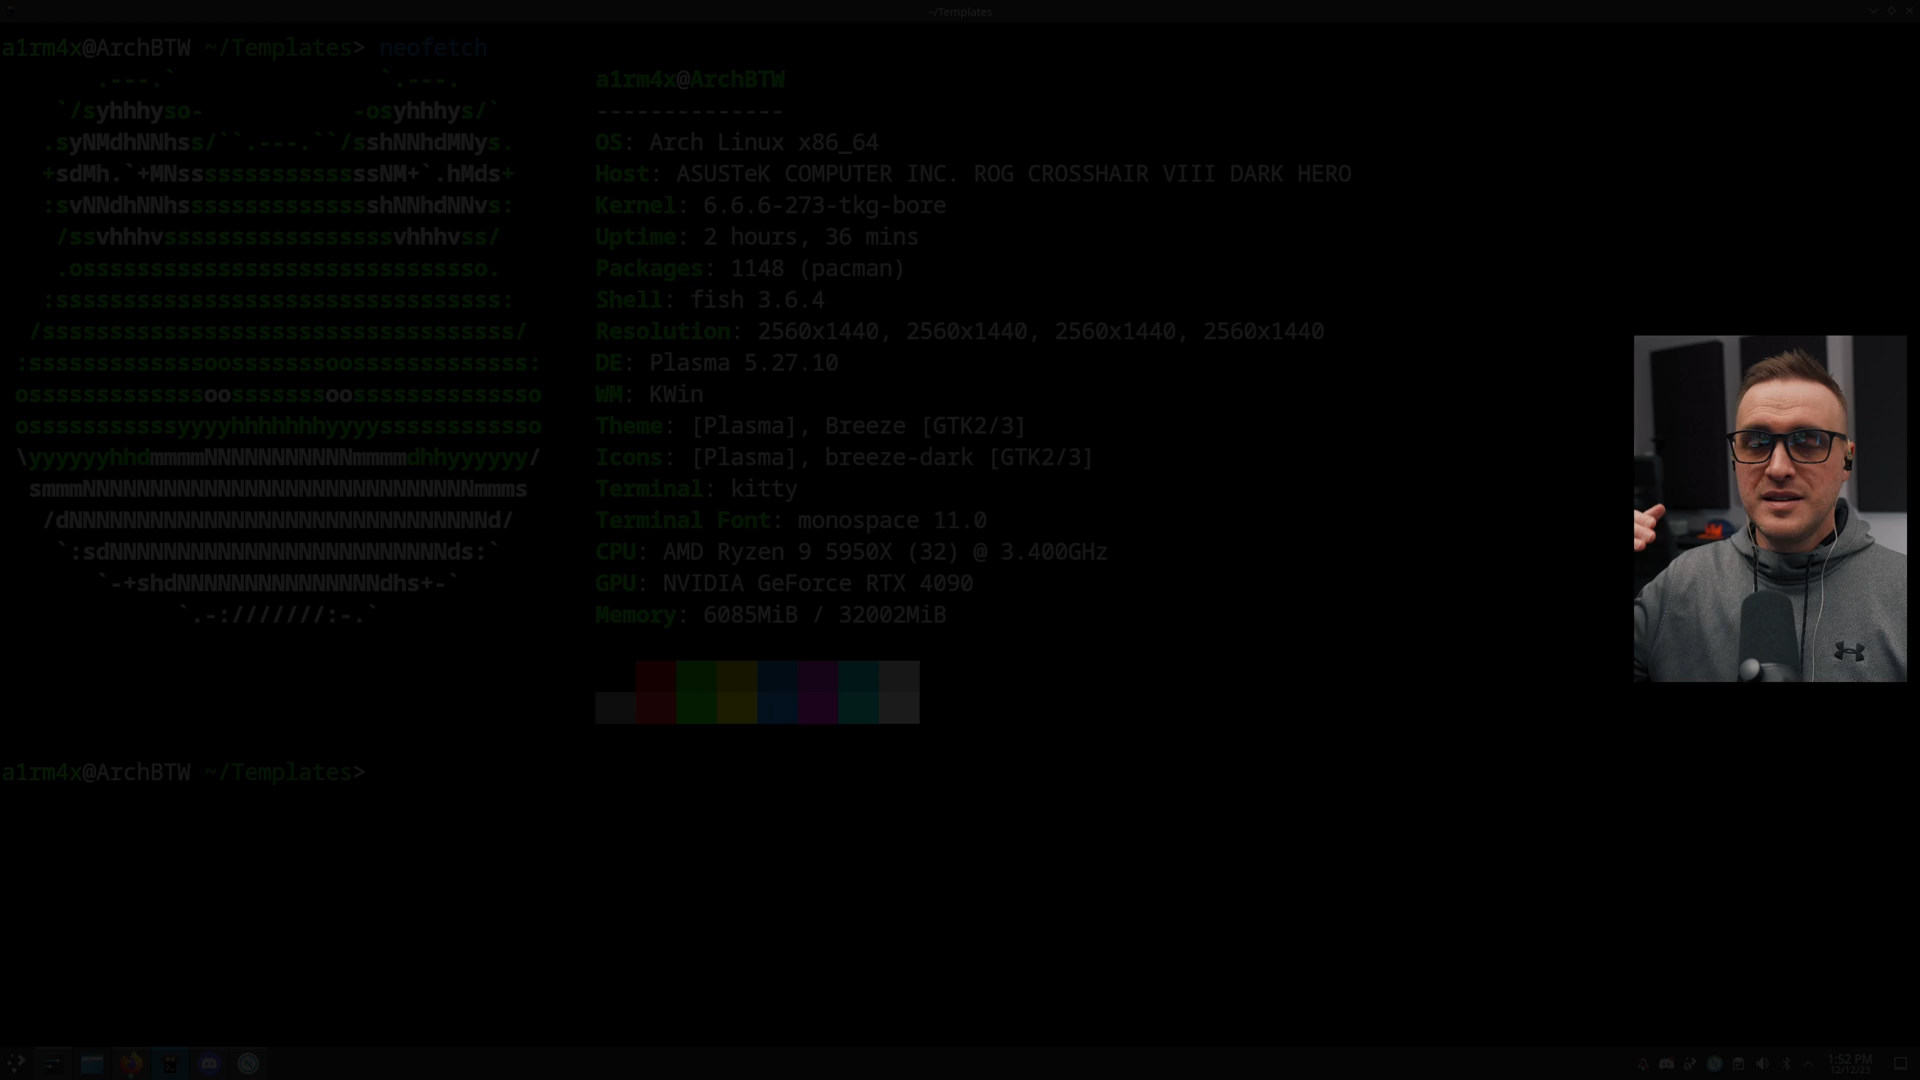 ~/Templates
a1rm4x@ArchBTW ~/Templates> neofetch
a1rm4x@ArchBTW
--------------
OS: Arch Linux x86_64
Host: ASUSTeK COMPUTER INC. ROG CROSSHAIR VIII DARK HERO
Kernel: 6.6.6-273-tkg-bore
Uptime: 2 hours, 36 mins
Packages: 1148 (pacman)
Shell: fish 3.6.4
Resolution: 2560x1440, 2560x1440, 2560x1440, 2560x1440
DE: Plasma 5.27.10
WM: KWin
Theme: [Plasma], Breeze [GTK2/3]
Icons: [Plasma], breeze-dark [GTK2/3]
Terminal: kitty
Terminal Font: monospace 11.0
CPU: AMD Ryzen 9 5950X (32) @ 3.400GHz
GPU: NVIDIA GeForce RTX 4090
Memory: 6085MiB / 32002MiB
a1rm4x@ArchBTW ~/Templates>
1:52 PM
12/12/23